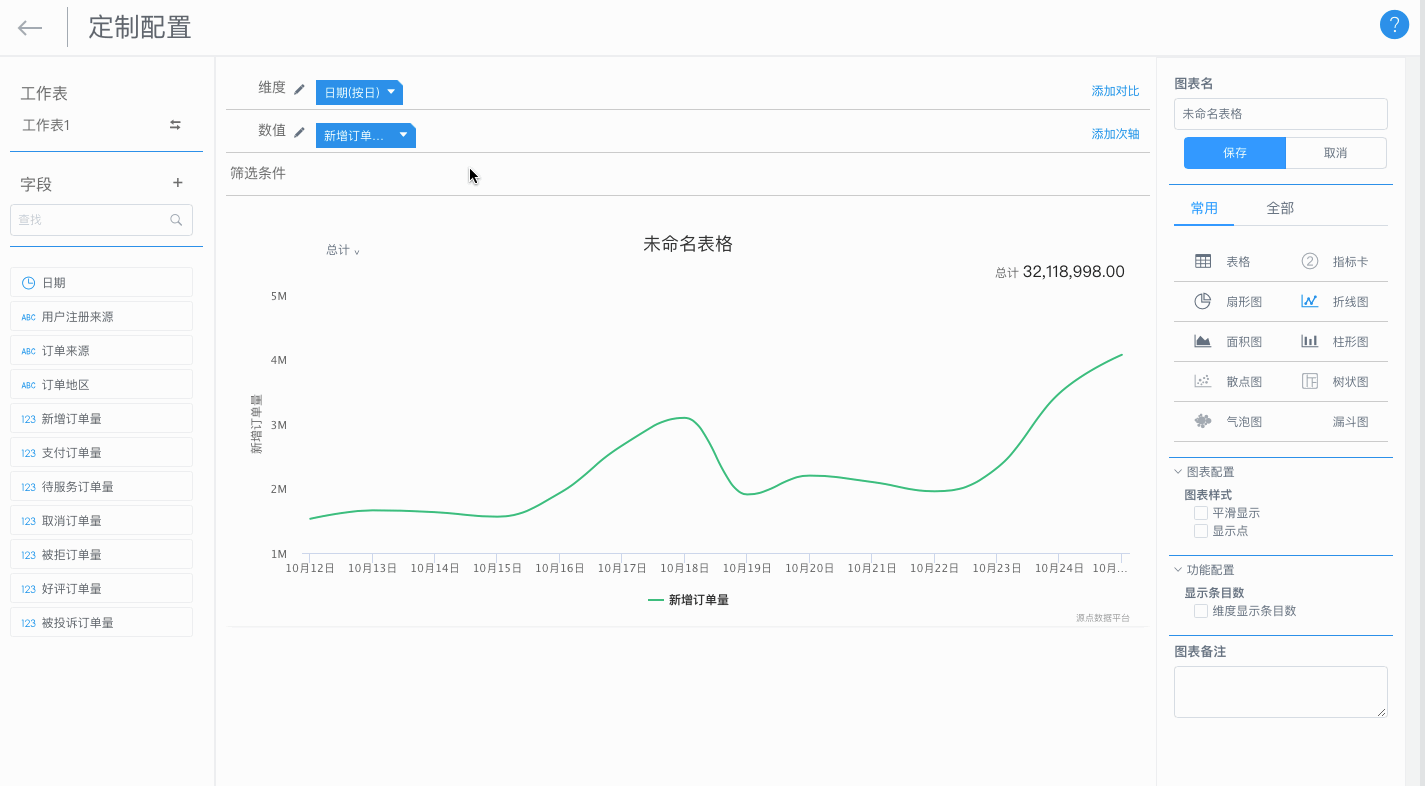 定制配置
?
工作表
工作表1
字段
+
查找
日期
ABC 用户注册来源
ABC 订单来源
ABC 订单地区
123 新增订单量
123 支付订单量
123 待服务订单量
123 取消订单量
123 被拒订单量
123 好评订单量
123 被投诉订单量
维度 日期(按日) 添加对比
数值 新增订单... 添加次轴
筛选条件
总计
未命名表格
总计 32,118,998.00
5M
4M
3M
2M
1M
新增订单量
10月12日 10月13日 10月14日 10月15日 10月16日 10月17日 10月18日 10月19日 10月20日 10月21日 10月22日 10月23日 10月24日 10月...
新增订单量
源点数据平台
图表名
未命名表格
保存 取消
常用 全部
表格 2 指标卡
扇形图 折线图
面积图 柱形图
散点图 树状图
气泡图 漏斗图
图表配置
图表样式
平滑显示
显示点
功能配置
显示条目数
维度显示条目数
图表备注